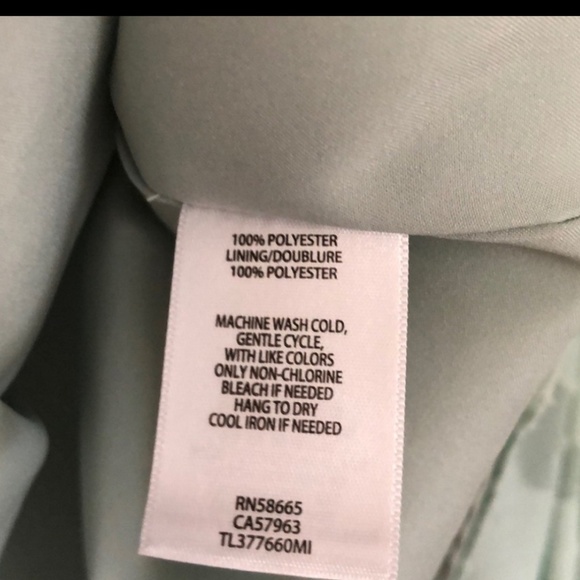 100% POLYESTER
LINING/DOUBLURE
100% POLYESTER
MACHINE WASH COLD,
GENTLE CYCLE,
WITH LIKE COLORS
ONLY NON-CHLORINE
BLEACH IF NEEDED
HANG TO DRY
COOL IRON IF NEEDED
RN58665
CA57963
TL377660MI